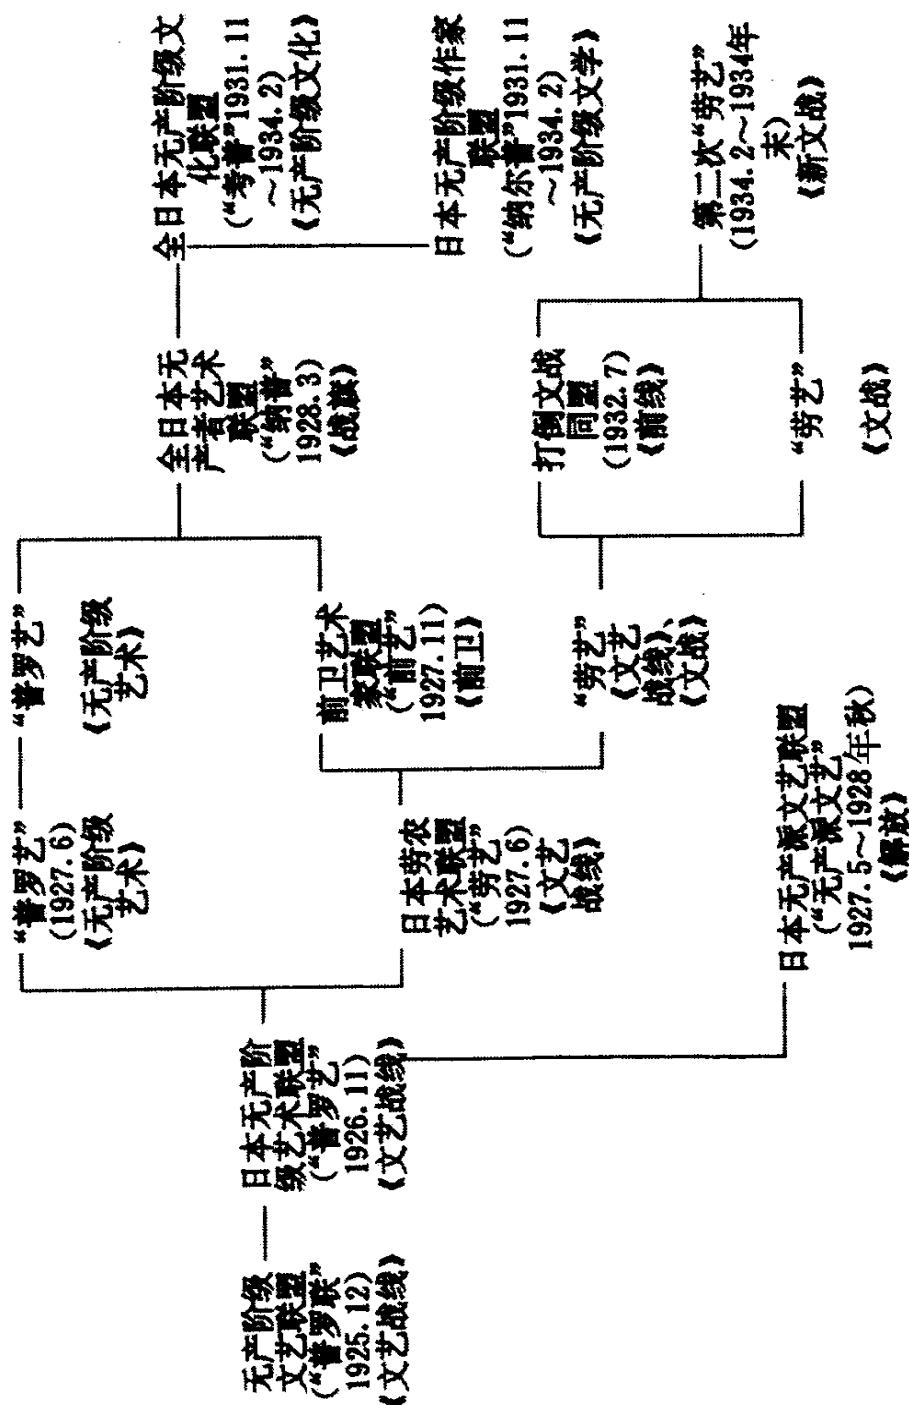 无产阶级
文艺联盟
(“普罗联”
1925.12)
《文艺战线》
日本无产阶
级艺术联盟
(“普罗艺”
1926.11)
《文艺战线》
“普罗艺”
(1927.6)
《无产阶级
艺术》
日本劳农
艺术联盟
(“劳艺”
1927.6)
《文艺
战线》
日本无产派文艺联盟
(“无产派文艺”
1927.5～1928年秋)
《解放》
“普罗艺”
《无产阶级
艺术》
前卫艺术
家联盟
(“前艺”
1927.11)
《前卫》
“劳艺”
《文艺
战线》、
《文战》
全日本无
产者艺术
联盟
(“纳普”
1928.3)
《战旗》
打倒文战
同盟
(1932.7)
《前线》
“劳艺”
《文战》
全日本无产阶级文
化联盟
(“考普”1931.11
～1934.2)
《无产阶级文化》
日本无产阶级作家
联盟
(“纳尔普”1931.11
～1934.2)
《无产阶级文学》
第二次“劳艺”
(1934.2～1934年
末)
《新文战》